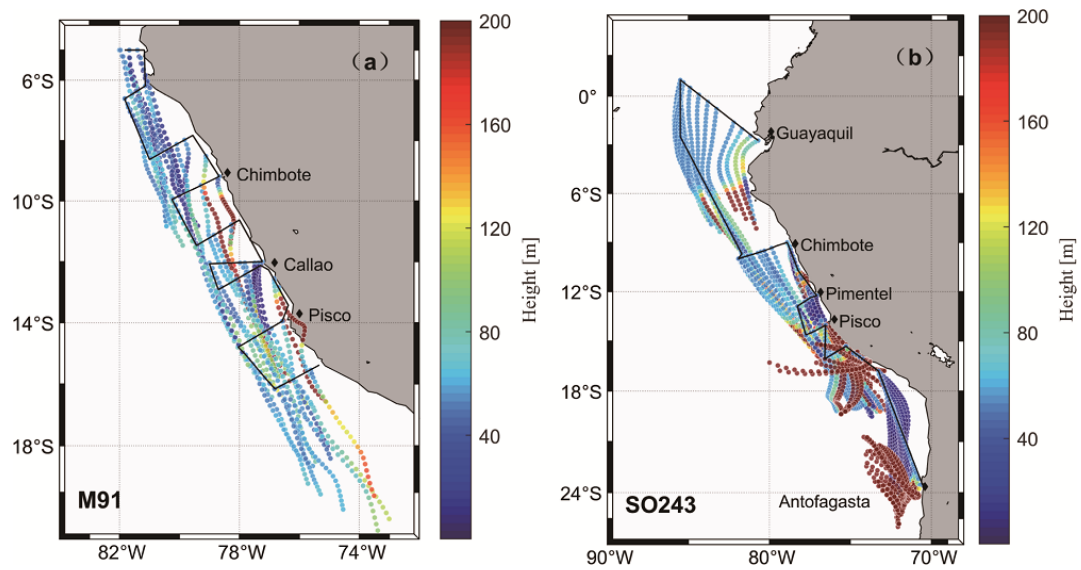 (a)
6°S
10°S
14°S
18°S
82°W
78°W
74°W
Chimbote
Callao
Pisco
M91
200
160
120
80
40
Height [m]
(b)
0°
6°S
12°S
18°S
24°S
90°W
80°W
70°W
Guayaquil
Chimbote
Pimentel
Pisco
Antofagasta
SO243
200
160
120
80
40
Height [m]